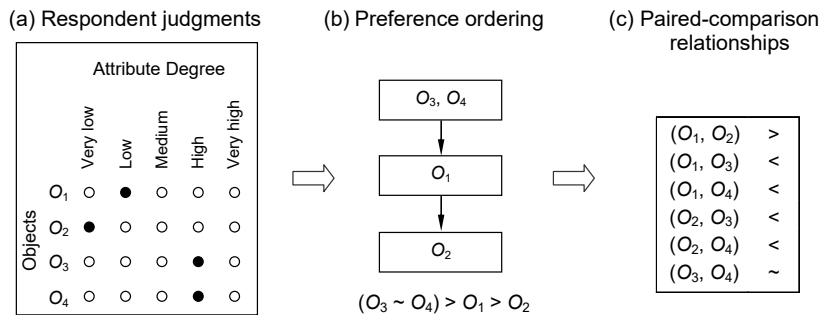 (a) Respondent judgments
Attribute Degree
Very low
Low
Medium
High
Very high
Objects
O1
O2
O3
O4
(b) Preference ordering
O3, O4
O1
O2
(O3 ~ O4) > O1 > O2
(c) Paired-comparison
relationships
(O1, O2) >
(O1, O3) <
(O1, O4) <
(O2, O3) <
(O2, O4) <
(O3, O4) ~